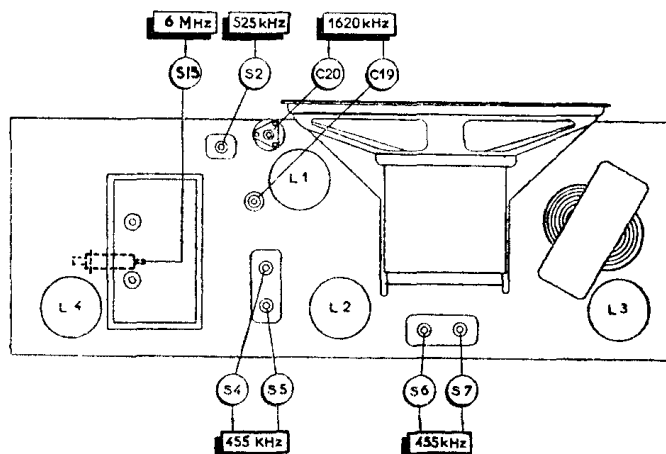 6 MHz 525kHz 1620kHz
S15 S2 C20 C19
L 1
L 4 L 2 L 3
S4 S5 S6 S7
455 KHz 455kHz